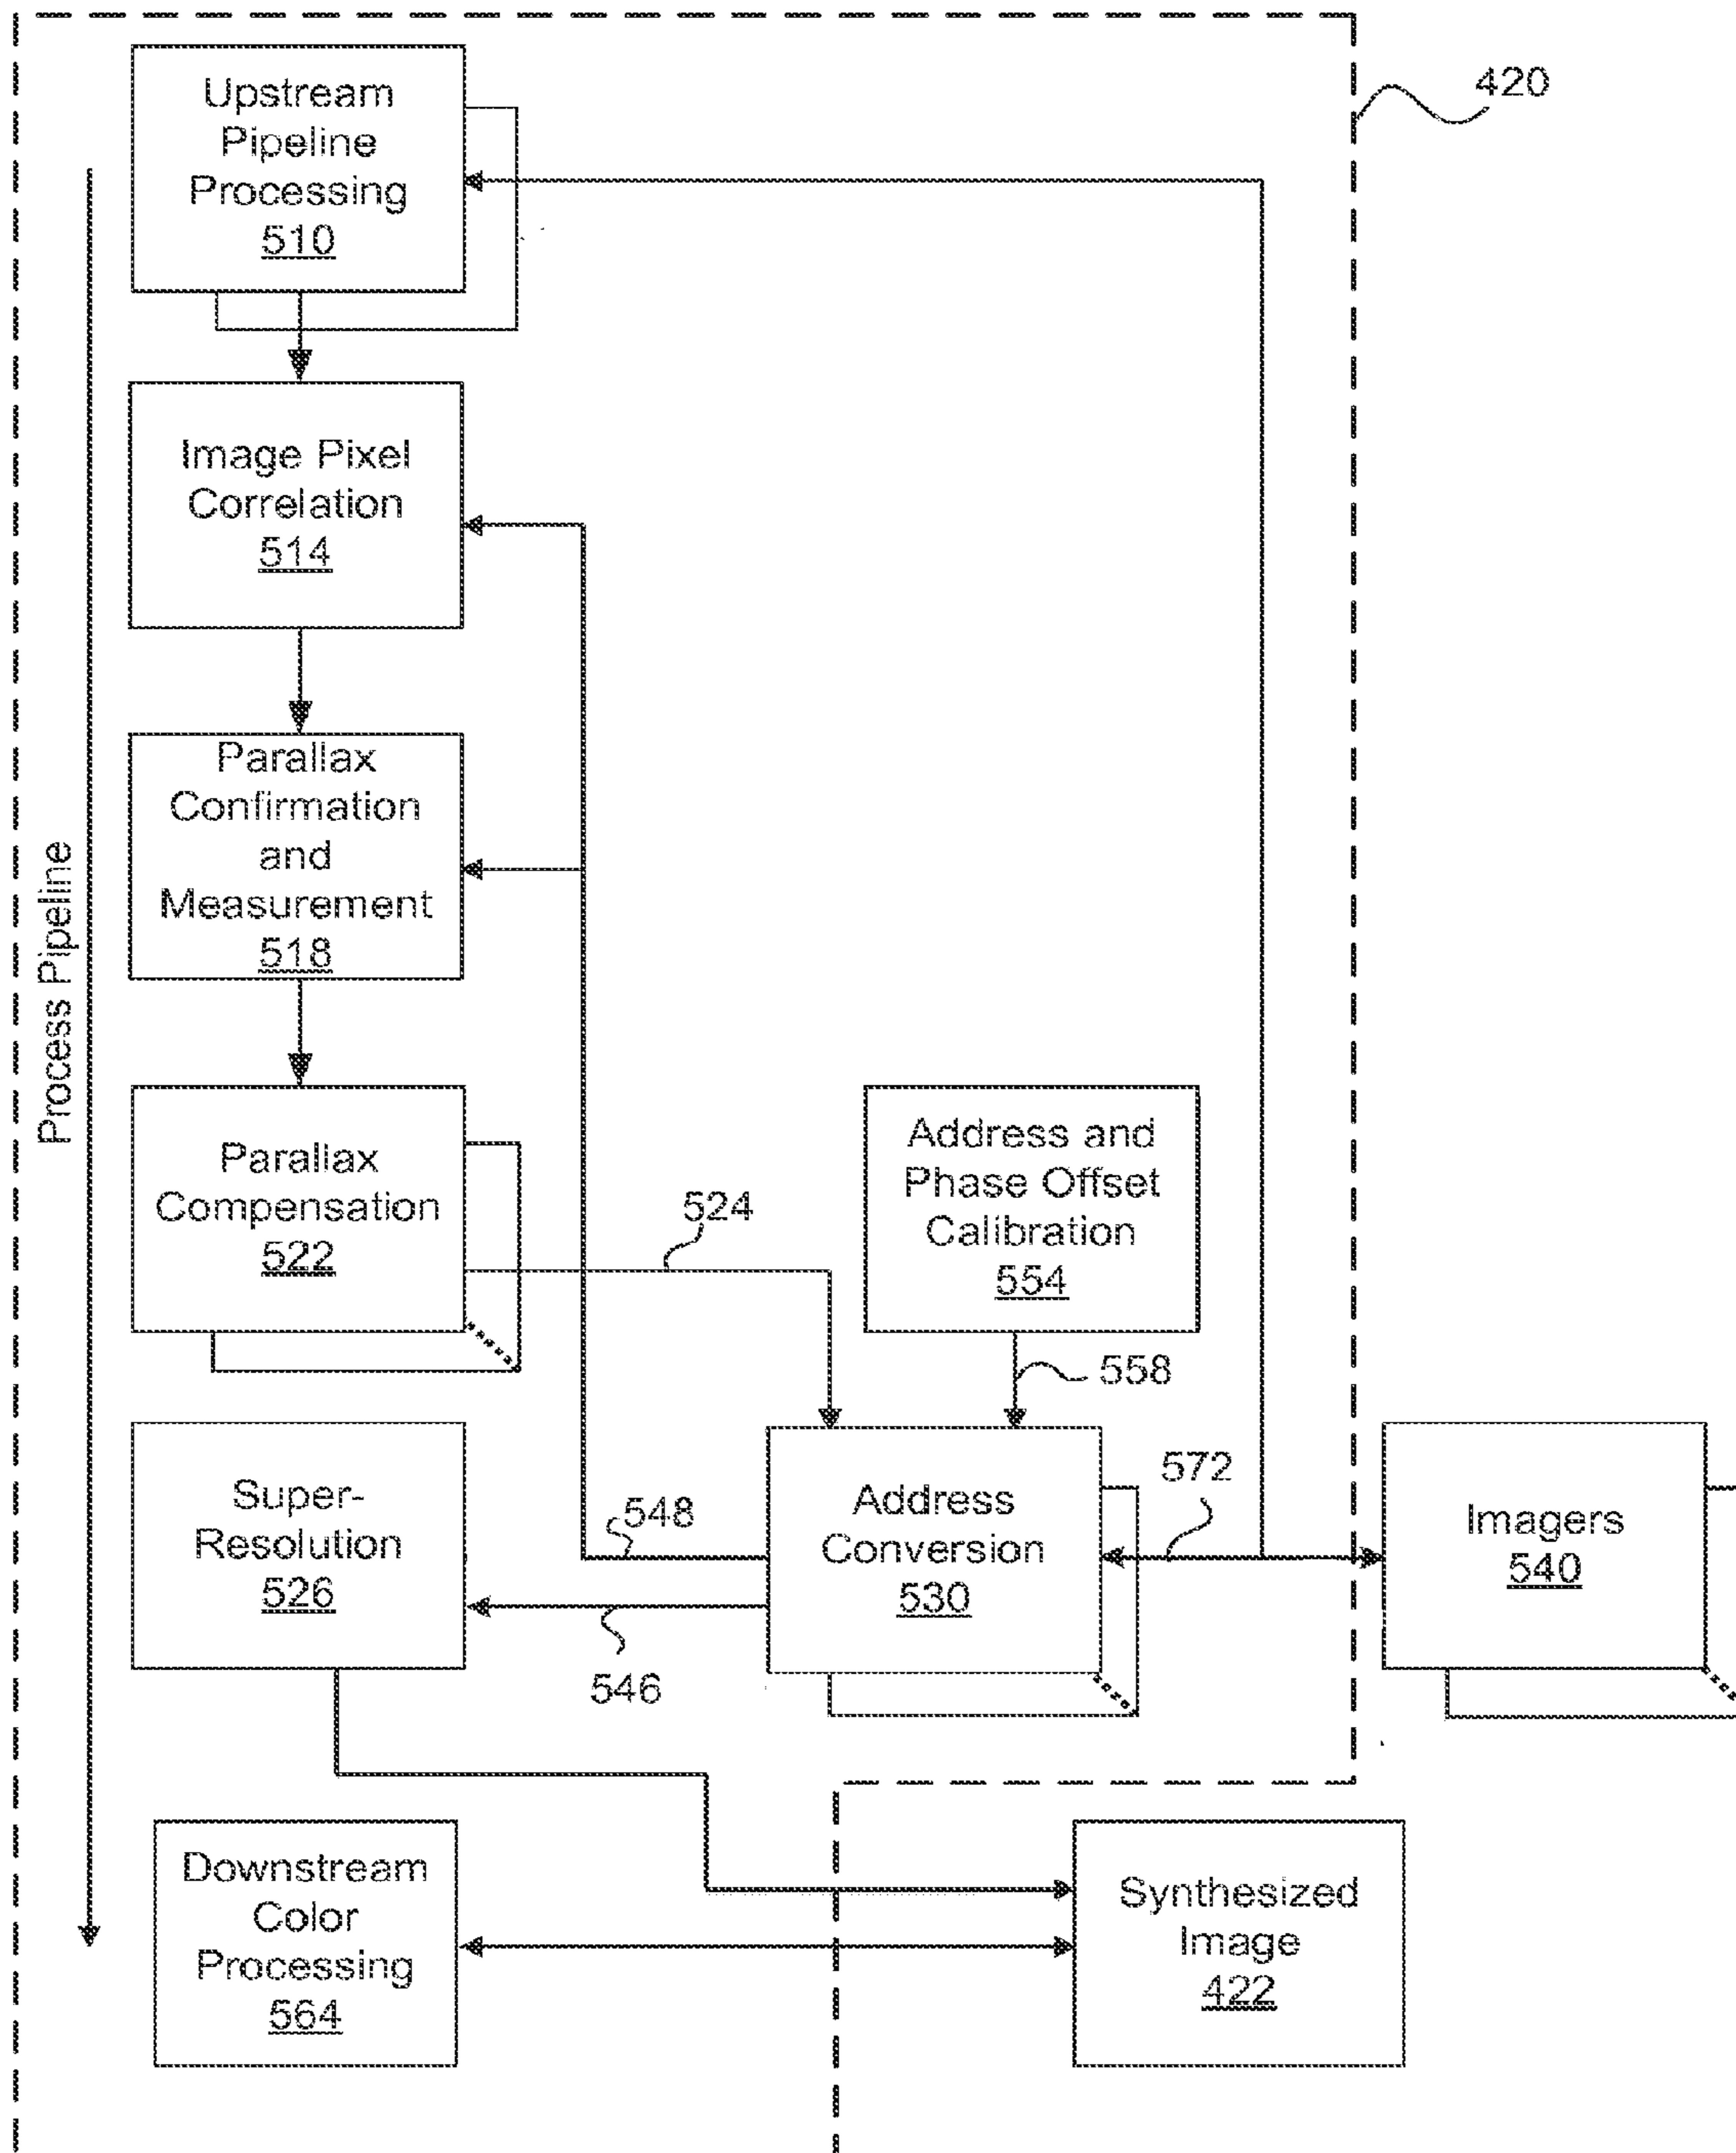 420
Upstream
Pipeline
Processing
510
Image Pixel
Correlation
514
Parallax
Confirmation
and
Measurement
518
Process Pipeline
Parallax
Compensation
522
524
Address and
Phase Offset
Calibration
554
558
Super-
Resolution
526
548
546
Address
Conversion
530
572
Imagers
540
Downstream
Color
Processing
564
Synthesized
Image
422